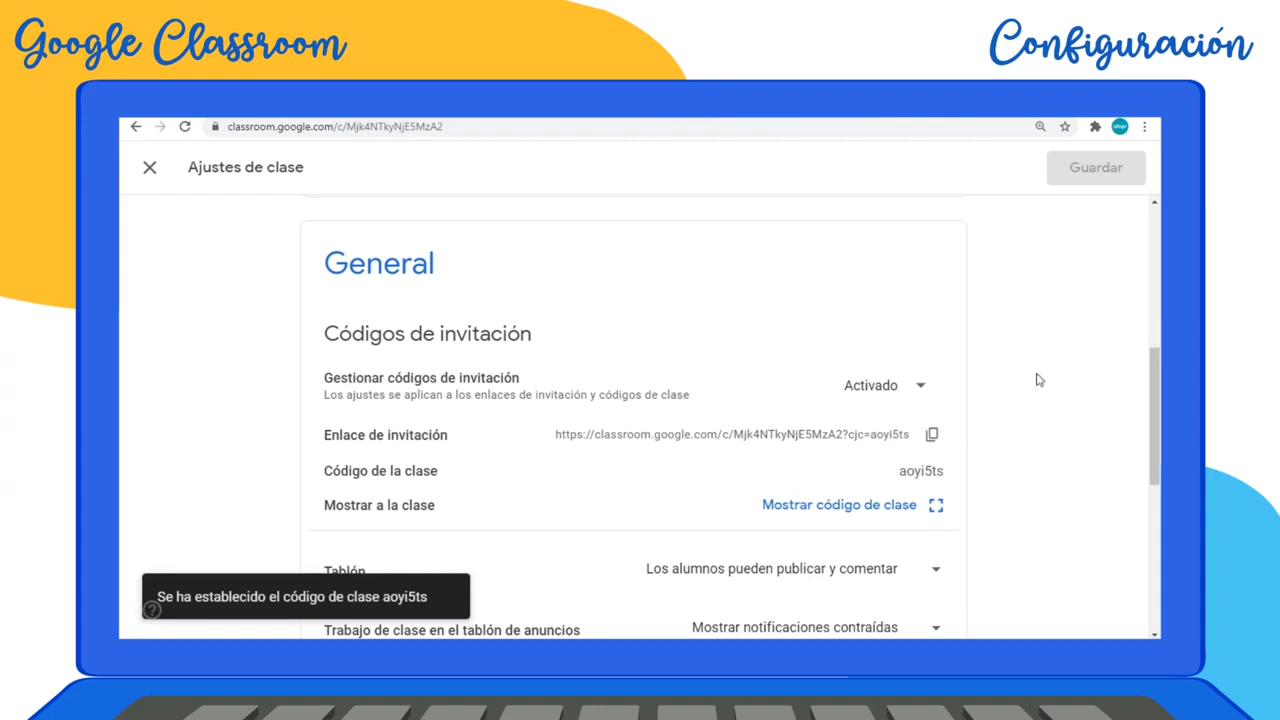 Google Classroom
Configuración
classroom.google.com/c/Mjk4NTkyNjE5MzA2
Ajustes de clase
Guardar
General
Códigos de invitación
Gestionar códigos de invitación
Los ajustes se aplican a los enlaces de invitación y códigos de clase
Activado
Enlace de invitación
https://classroom.google.com/c/Mjk4NTkyNjE5MzA2?cjc=aoyi5ts
Código de la clase
aoyi5ts
Mostrar a la clase
Mostrar código de clase
Tablón
Los alumnos pueden publicar y comentar
Se ha establecido el código de clase aoyi5ts
Trabajo de clase en el tablón de anuncios
Mostrar notificaciones contraídas